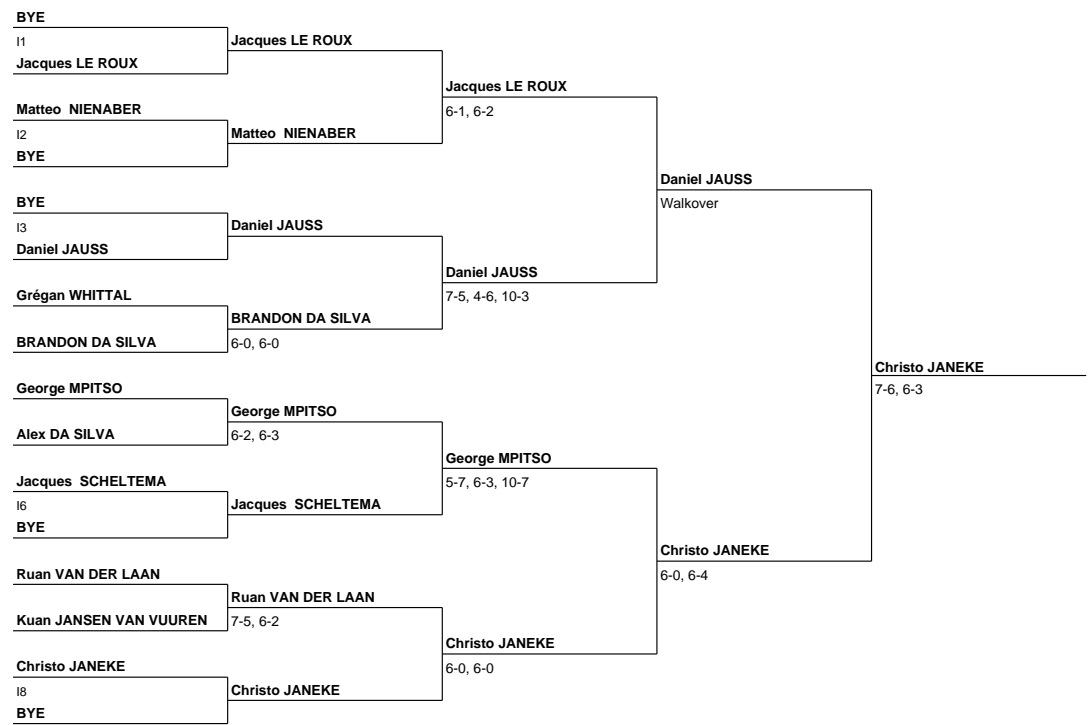 BYE
I1
Jacques LE ROUX
Matteo  NIENABER
I2
BYE
BYE
I3
Daniel JAUSS
Grégan WHITTAL
BRANDON DA SILVA
George MPITSO
Alex DA SILVA
Jacques  SCHELTEMA
I6
BYE
Ruan VAN DER LAAN
Kuan JANSEN VAN VUUREN
Christo JANEKE
I8
BYE
Jacques LE ROUX
Matteo  NIENABER
Daniel JAUSS
BRANDON DA SILVA
6-0, 6-0
George MPITSO
6-2, 6-3
Jacques  SCHELTEMA
Ruan VAN DER LAAN
7-5, 6-2
Christo JANEKE
Jacques LE ROUX
6-1, 6-2
Daniel JAUSS
7-5, 4-6, 10-3
George MPITSO
5-7, 6-3, 10-7
Christo JANEKE
6-0, 6-0
Daniel JAUSS
Walkover
Christo JANEKE
6-0, 6-4
Christo JANEKE
7-6, 6-3